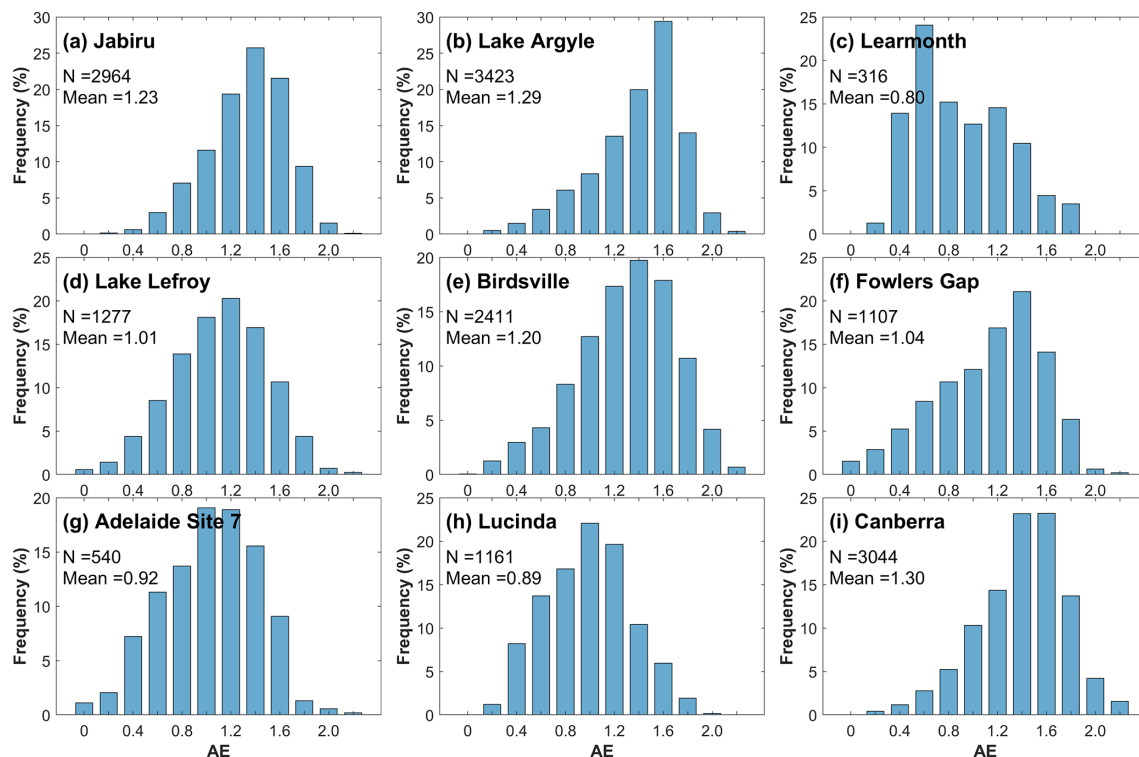 (a) Jabiru
N =2964
Mean =1.23
Frequency (%)
30
25
20
15
10
5
0
0 0.4 0.8 1.2 1.6 2.0
(b) Lake Argyle
N =3423
Mean =1.29
Frequency (%)
30
25
20
15
10
5
0
0 0.4 0.8 1.2 1.6 2.0
(c) Learmonth
N =316
Mean =0.80
Frequency (%)
25
20
15
10
5
0
0 0.4 0.8 1.2 1.6 2.0
(d) Lake Lefroy
N =1277
Mean =1.01
Frequency (%)
25
20
15
10
5
0
0 0.4 0.8 1.2 1.6 2.0
(e) Birdsville
N =2411
Mean =1.20
Frequency (%)
20
15
10
5
0
0 0.4 0.8 1.2 1.6 2.0
(f) Fowlers Gap
N =1107
Mean =1.04
Frequency (%)
25
20
15
10
5
0
0 0.4 0.8 1.2 1.6 2.0
(g) Adelaide Site 7
N =540
Mean =0.92
Frequency (%)
20
15
10
5
0
0 0.4 0.8 1.2 1.6 2.0
AE
(h) Lucinda
N =1161
Mean =0.89
Frequency (%)
25
20
15
10
5
0
0 0.4 0.8 1.2 1.6 2.0
AE
(i) Canberra
N =3044
Mean =1.30
Frequency (%)
25
20
15
10
5
0
0 0.4 0.8 1.2 1.6 2.0
AE